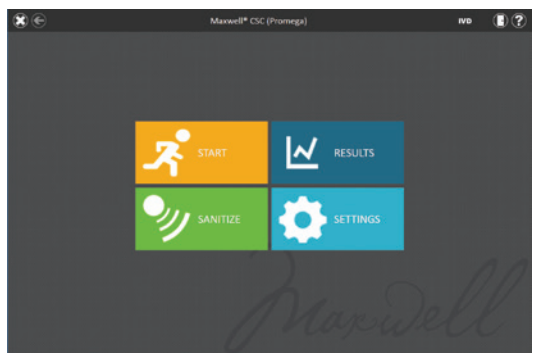 Maxwell® CSC (Promega)
IVD
?
START
RESULTS
SANITIZE
SETTINGS
Maxwell